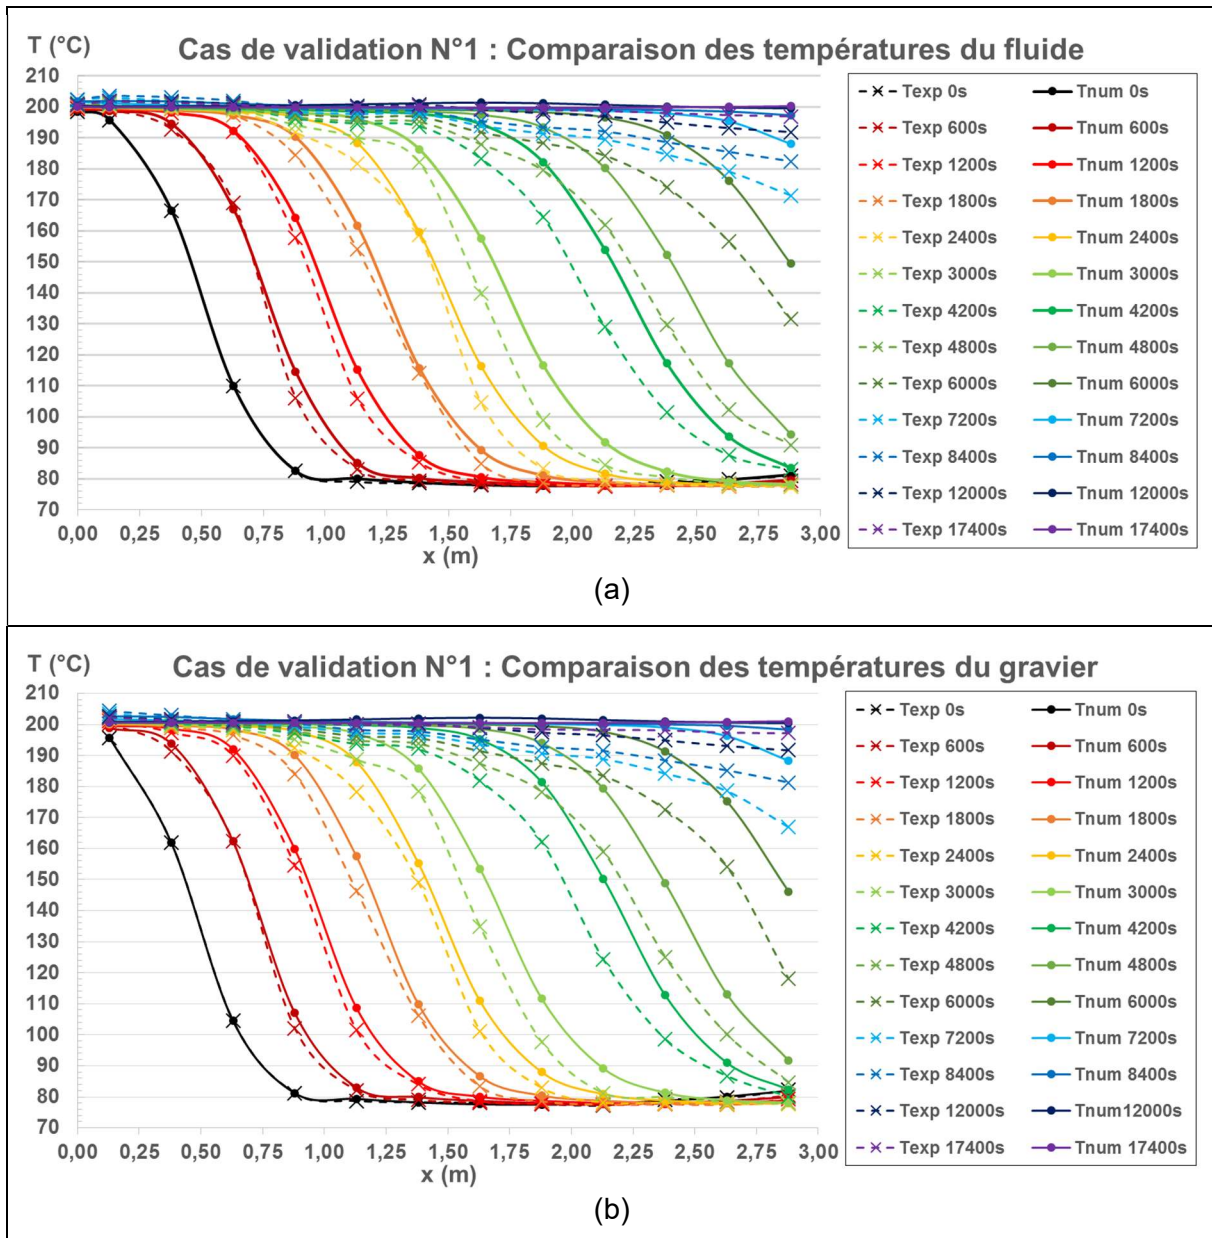 T (°C)
Cas de validation N°1 : Comparaison des températures du fluide
210
200
190
180
170
160
150
140
130
120
110
100
90
80
70
0,00 0,25 0,50 0,75 1,00 1,25 1,50 1,75 2,00 2,25 2,50 2,75 3,00
x (m)
Texp 0s Tnum 0s
Texp 600s Tnum 600s
Texp 1200s Tnum 1200s
Texp 1800s Tnum 1800s
Texp 2400s Tnum 2400s
Texp 3000s Tnum 3000s
Texp 4200s Tnum 4200s
Texp 4800s Tnum 4800s
Texp 6000s Tnum 6000s
Texp 7200s Tnum 7200s
Texp 8400s Tnum 8400s
Texp 12000s Tnum 12000s
Texp 17400s Tnum 17400s
(a)
T (°C)
Cas de validation N°1 : Comparaison des températures du gravier
210
200
190
180
170
160
150
140
130
120
110
100
90
80
70
0,00 0,25 0,50 0,75 1,00 1,25 1,50 1,75 2,00 2,25 2,50 2,75 3,00
x (m)
Texp 0s Tnum 0s
Texp 600s Tnum 600s
Texp 1200s Tnum 1200s
Texp 1800s Tnum 1800s
Texp 2400s Tnum 2400s
Texp 3000s Tnum 3000s
Texp 4200s Tnum 4200s
Texp 4800s Tnum 4800s
Texp 6000s Tnum 6000s
Texp 7200s Tnum 7200s
Texp 8400s Tnum 8400s
Texp 12000s Tnum12000s
Texp 17400s Tnum 17400s
(b)